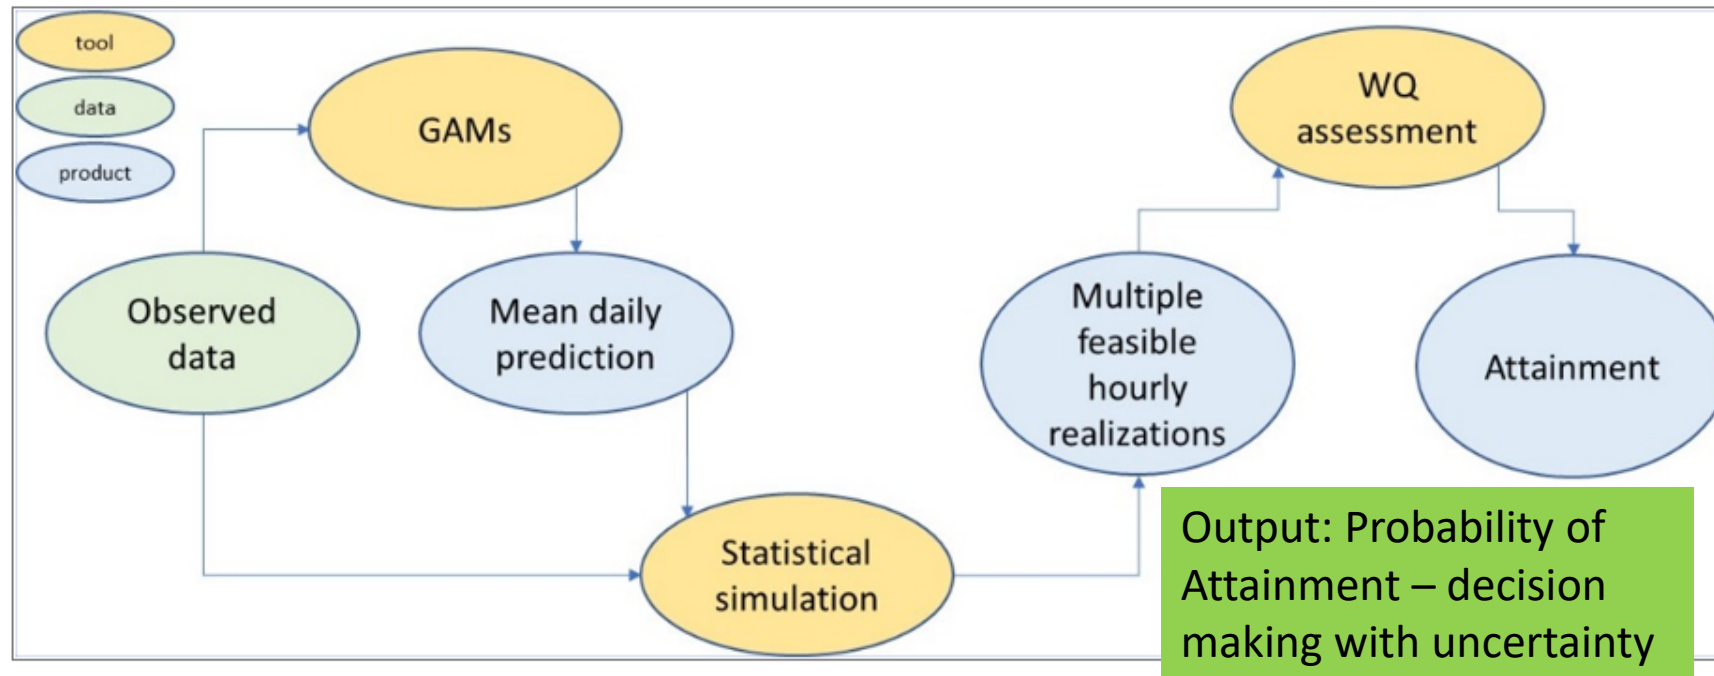 tool
data
product
GAMs
Observed
data
Mean daily
prediction
Statistical
simulation
Multiple
feasible
hourly
realizations
WQ
assessment
Attainment
Output: Probability of
Attainment – decision
making with uncertainty